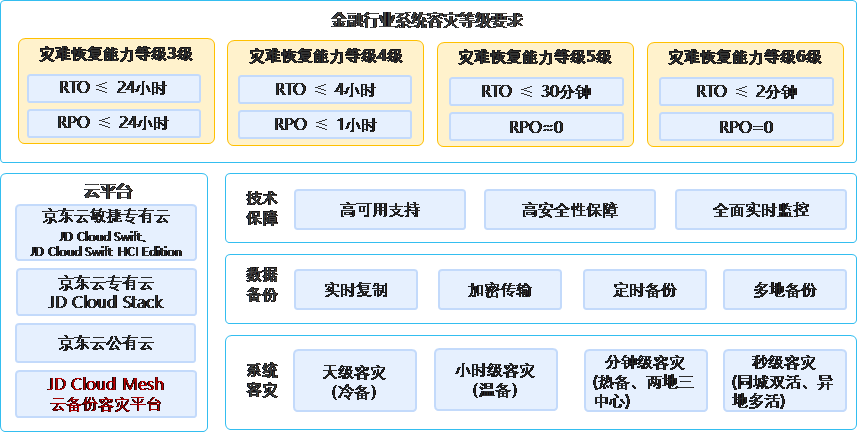 金融行业系统容灾等级要求
灾难恢复能力等级3级
RTO ≤ 24小时
RPO ≤ 24小时
灾难恢复能力等级4级
RTO ≤ 4小时
RPO ≤ 1小时
灾难恢复能力等级5级
RTO ≤ 30分钟
RPO≈0
灾难恢复能力等级6级
RTO ≤ 2分钟
RPO=0
云平台
京东云敏捷专有云
JD Cloud Swift、
JD Cloud Swift HCI Edition
京东云专有云
JD Cloud Stack
京东云公有云
JD Cloud Mesh
云备份容灾平台
技术
保障
高可用支持
高安全性保障
全面实时监控
数据
备份
实时复制
加密传输
定时备份
多地备份
系统
容灾
天级容灾
(冷备)
小时级容灾
(温备)
分钟级容灾
(热备、两地三
中心)
秒级容灾
(同城双活、异
地多活)